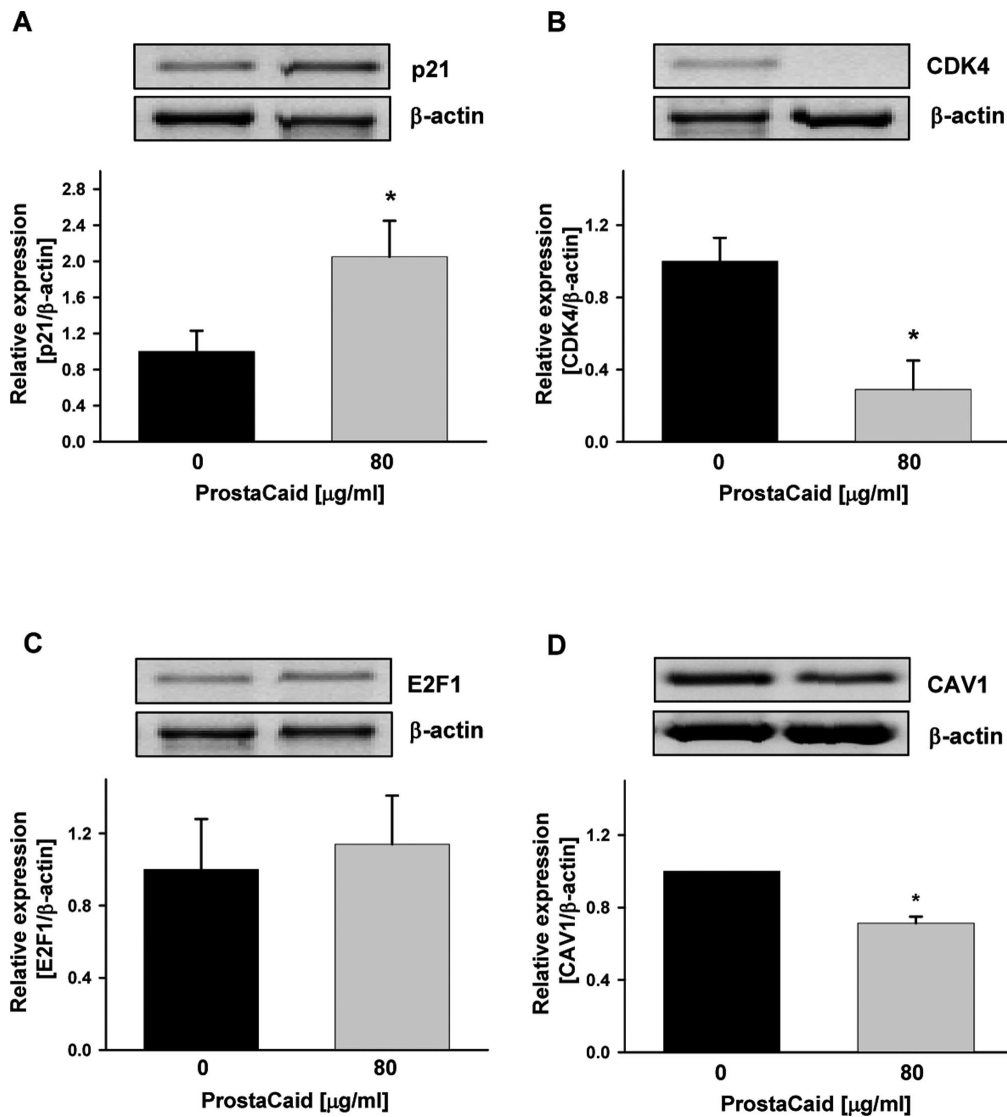 A
p21
β-actin
Relative expression
[p21/β-actin]
2.8
2.4
2.0
1.6
1.2
0.8
0.4
0.0
*
0
80
ProstaCaid [μg/ml]
B
CDK4
β-actin
Relative expression
[CDK4/β-actin]
1.2
0.8
0.4
0.0
*
0
80
ProstaCaid [μg/ml]
C
E2F1
β-actin
Relative expression
[E2F1/β-actin]
1.2
0.8
0.4
0.0
0
80
ProstaCaid [μg/ml]
D
CAV1
β-actin
Relative expression
[CAV1/β-actin]
1.2
0.8
0.4
0.0
*
0
80
ProstaCaid [μg/ml]